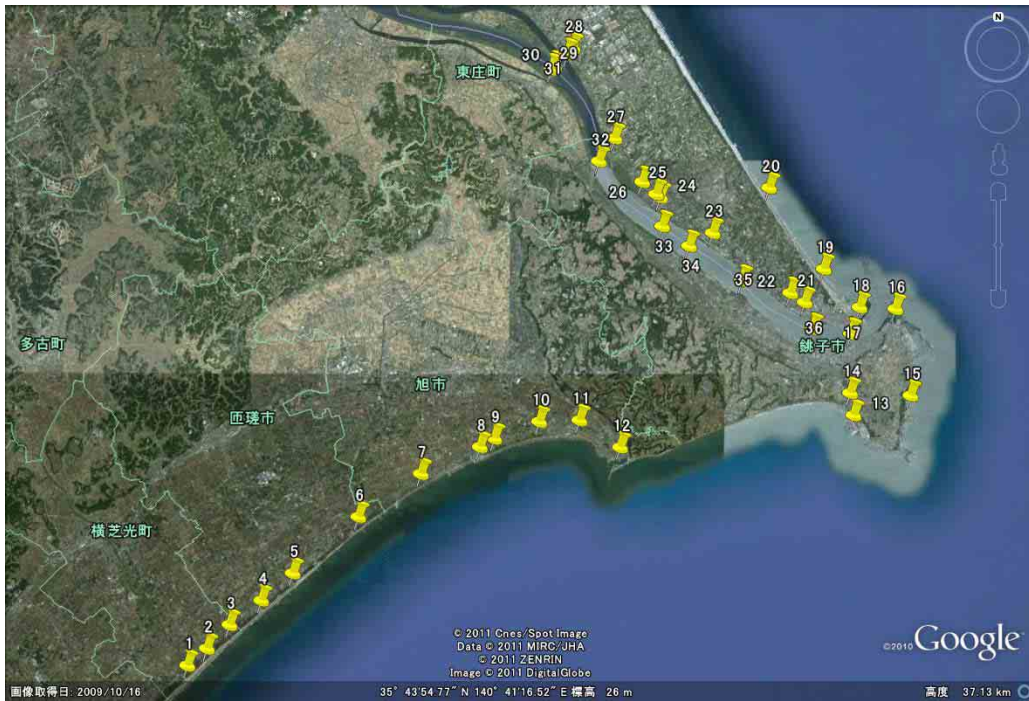 N
28
30
29
31
東庄町
27
32
25
24
20
26
23
33
34
19
35
22
21
18
16
36
17
銚子市
多古町
旭市
14
15
匝瑳市
10
11
13
9
8
12
7
6
横芝光町
5
4
3
2
1
© 2011 Cnes/Spot Image
Data © 2011 MIRC/JHA
© 2011 ZENRIN
Image © 2011 DigitalGlobe
©2010 Google
画像取得日: 2009/10/16
35° 43'54.77" N 140° 41'16.52" E 標高 26 m
高度 37.13 km